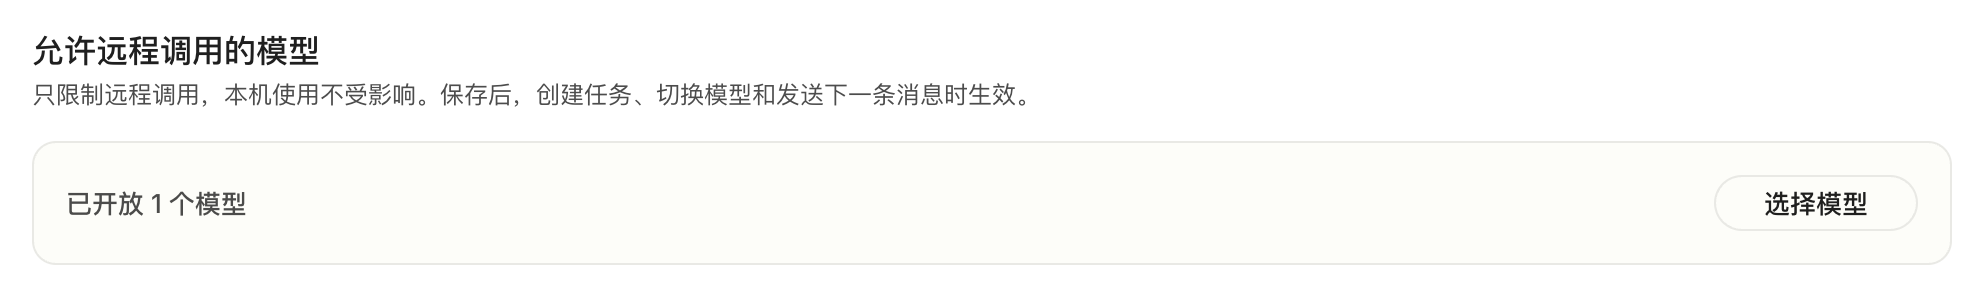 允许远程调用的模型
只限制远程调用，本机使用不受影响。保存后，创建任务、切换模型和发送下一条消息时生效。
已开放 1 个模型
选择模型